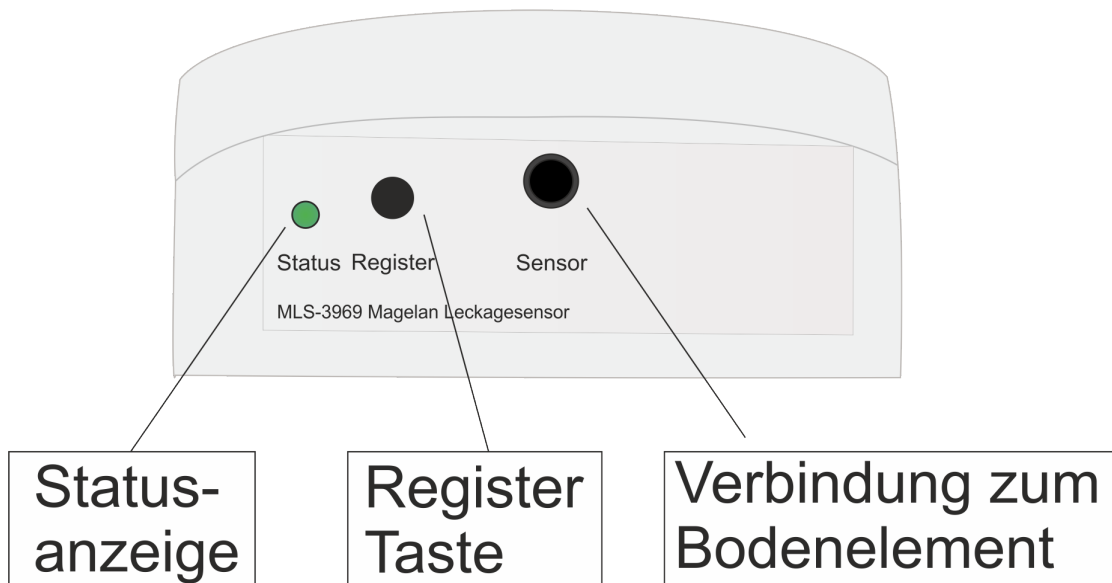 Status Register Sensor
MLS-3969 Magelan Leckagesensor
Status-
anzeige
Register
Taste
Verbindung zum
Bodenelement